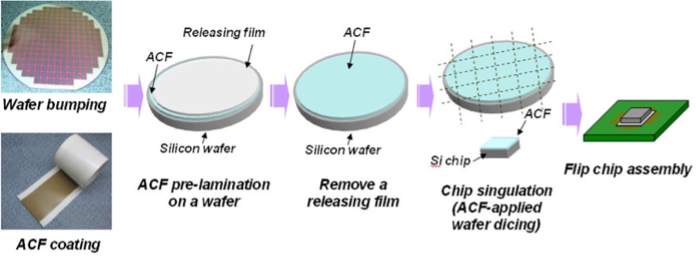 Wafer bumping
ACF coating
Releasing film
ACF
Silicon wafer
ACF pre-lamination
on a wafer
ACF
Silicon wafer
Remove a
releasing film
ACF
Si chip
Chip singulation
(ACF-applied
wafer dicing)
Flip chip assembly